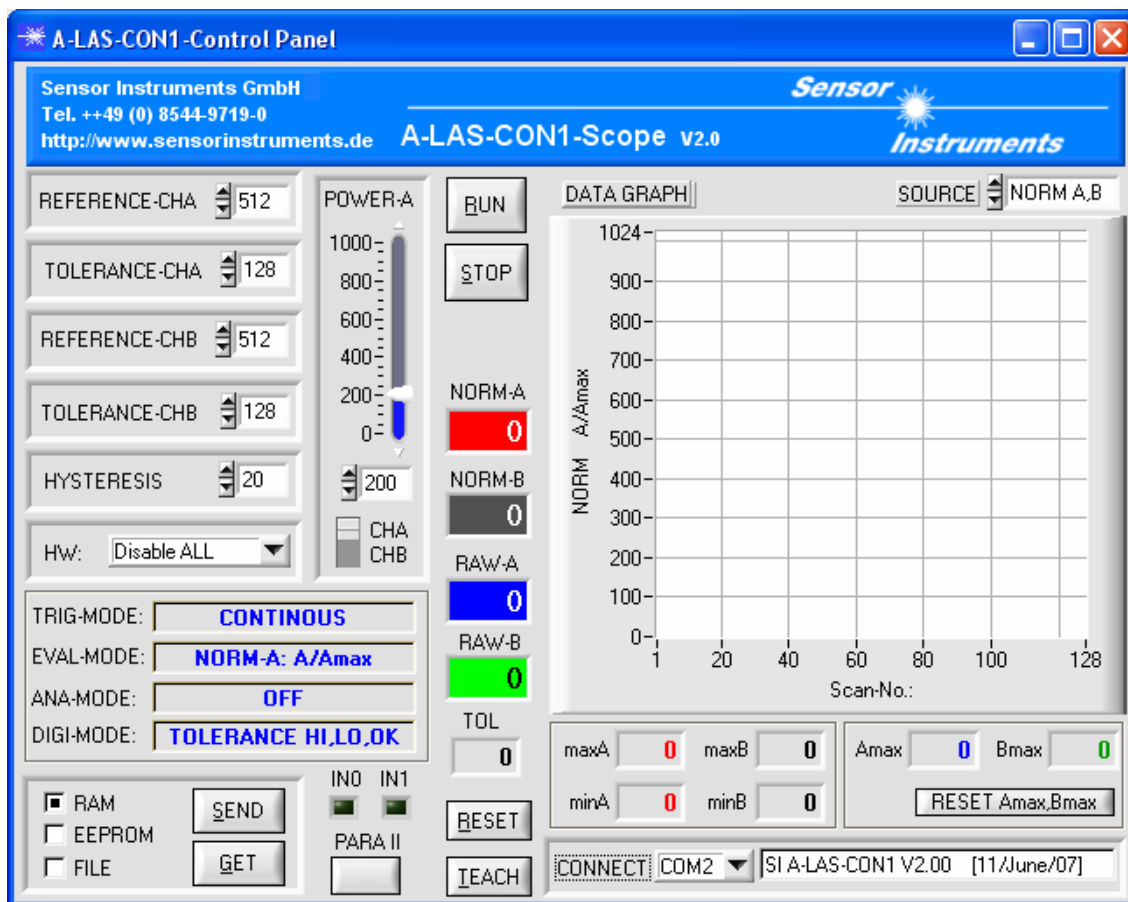 A-LAS-CON1-Control Panel
Sensor Instruments GmbH
Tel. ++49 (0) 8544-9719-0
http://www.sensorinstruments.de
A-LAS-CON1-Scope V2.0
Sensor
Instruments
REFERENCE-CHA 512
TOLERANCE-CHA 128
REFERENCE-CHB 512
TOLERANCE-CHB 128
HYSTERESIS 20
HW: Disable ALL
POWER-A
1000
800
600
400
200
0
200
CHA
CHB
RUN
STOP
NORM-A
0
NORM-B
0
RAW-A
0
RAW-B
0
TOL
0
RESET
TEACH
DATA GRAPH
SOURCE NORM A,B
NORM A/Amax
1024
900
800
700
600
500
400
300
200
100
0
1 20 40 60 80 100 128
Scan-No.:
TRIG-MODE: CONTINOUS
EVAL-MODE: NORM-A: A/Amax
ANA-MODE: OFF
DIGI-MODE: TOLERANCE HI,LO,OK
RAM
EEPROM
FILE
SEND
GET
IN0 IN1
PARA II
maxA 0 maxB 0
minA 0 minB 0
Amax 0 Bmax 0
RESET Amax,Bmax
CONNECT COM2 SI A-LAS-CON1 V2.00 [11/June/07]